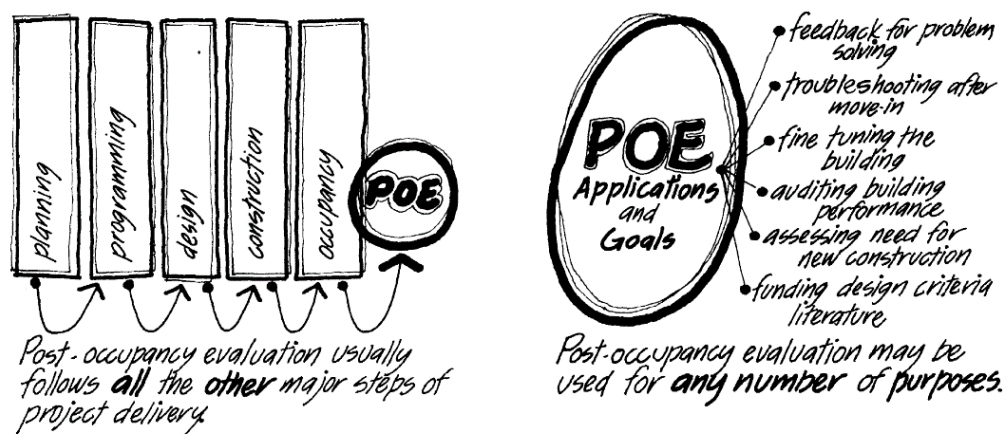 planning
programming
design
construction
occupancy
POE
Post-occupancy evaluation usually
follows all the other major steps of
project delivery.
POE
Applications
and
Goals
feedback for problem
solving
troubleshooting after
move-in
fine tuning the
building
auditing building
performance
assessing need for
new construction
funding design criteria
literature
Post-occupancy evaluation may be
used for any number of purposes.